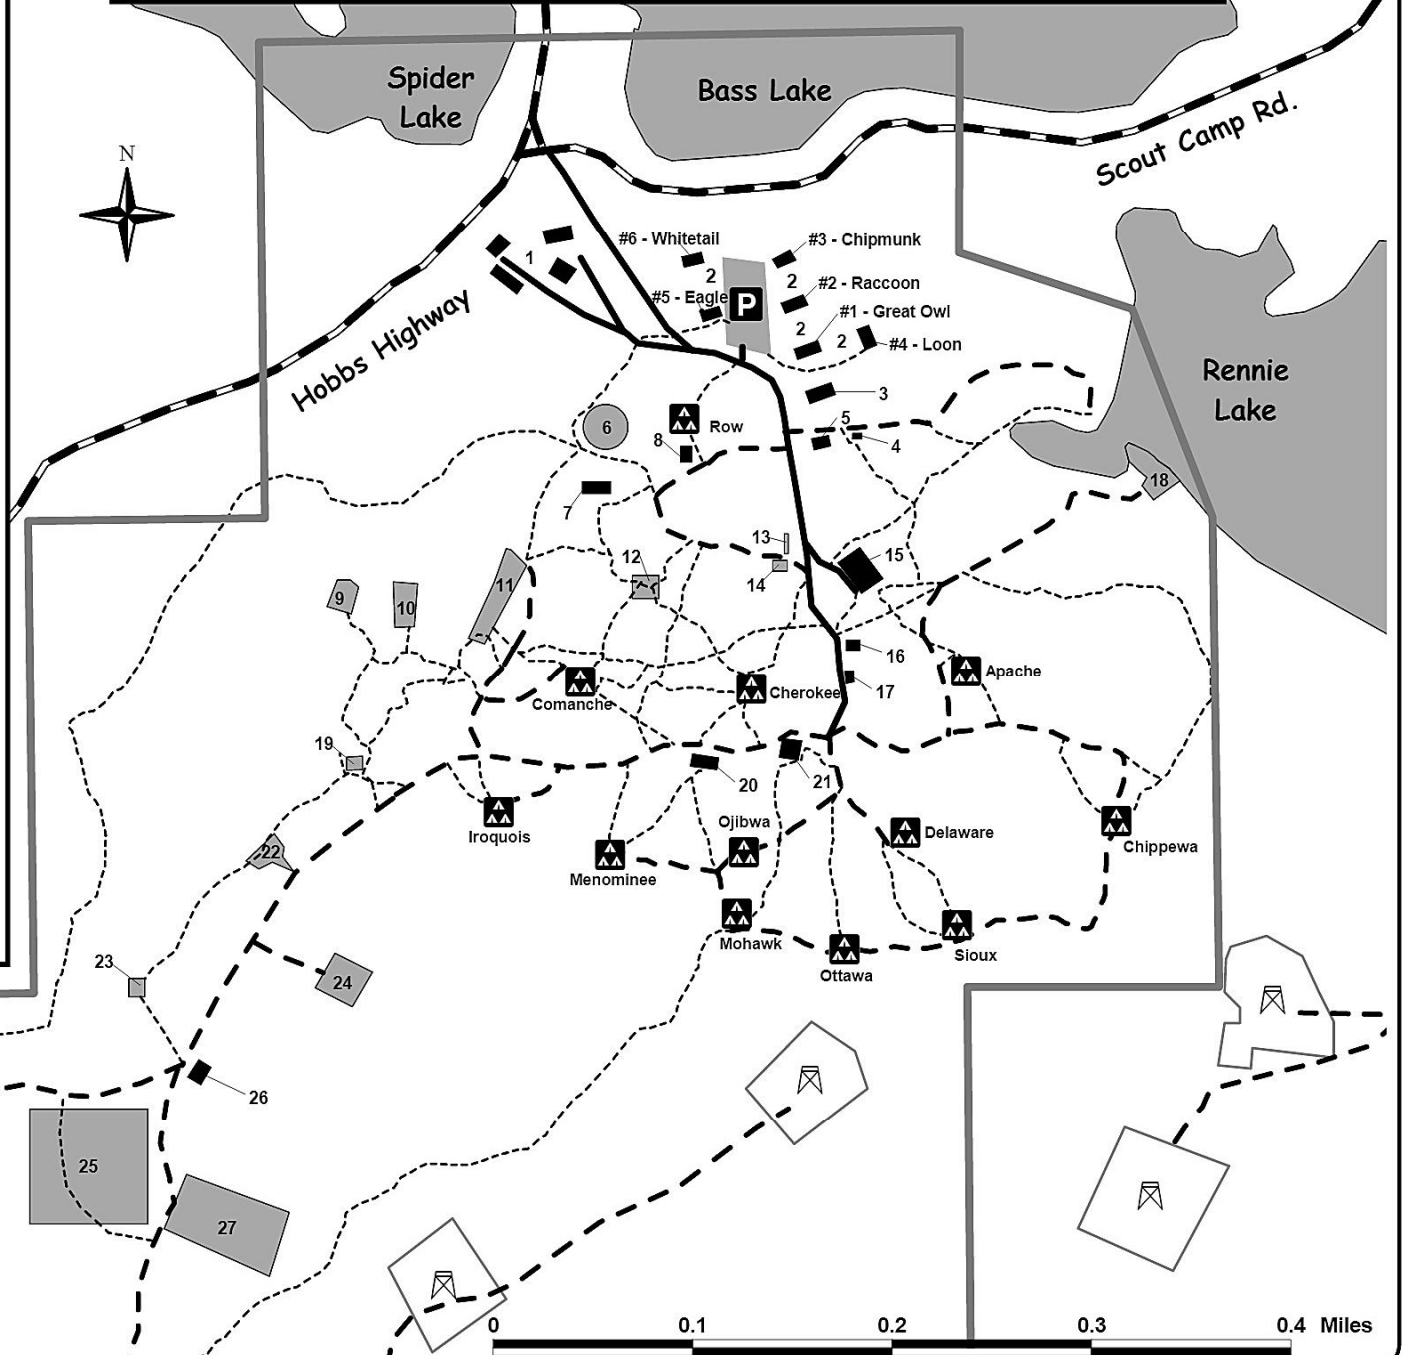 Spider
Lake
Bass Lake
Scout Camp Rd.
N
#6 - Whitetail
#3 - Chipmunk
1
2
2
#2 - Raccoon
#5 - Eagle
P
#1 - Great Owl
2
2
#4 - Loon
Hobbs Highway
Rennie
Lake
3
5
Row
6
8
4
18
7
13
12
15
14
11
9
10
16
Apache
Cherokee
17
Comanche
19
20
21
Ojibwa
Delaware
Iroquois
Chippewa
22
Menominee
Mohawk
Sioux
23
Ottawa
24
26
25
27
0
0.1
0.2
0.3
0.4 Miles